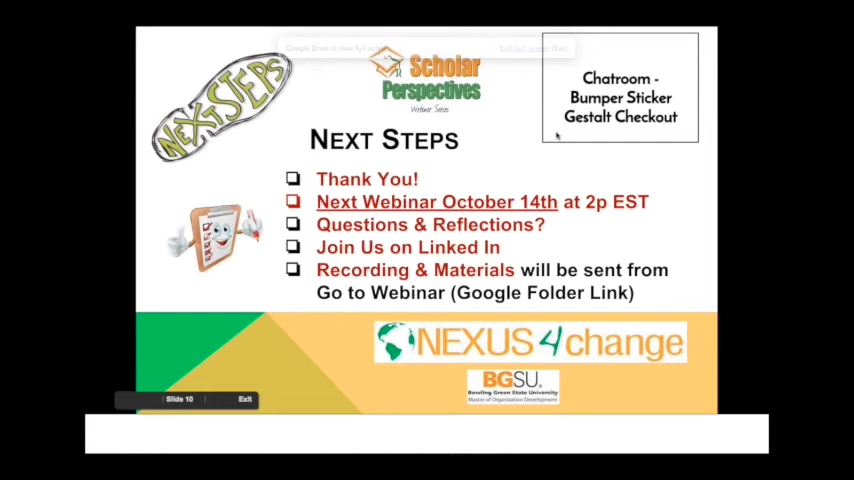 NEXT STEPS
Scholar
Perspectives
Webinar Series
Chatroom -
Bumper Sticker
Gestalt Checkout
NEXT STEPS
Thank You!
Next Webinar October 14th at 2p EST
Questions & Reflections?
Join Us on Linked In
Recording & Materials will be sent from
Go to Webinar (Google Folder Link)
NEXUS4change
BGSU®
Bowling Green State University
Master of Organization Development
Slide 10
Exit